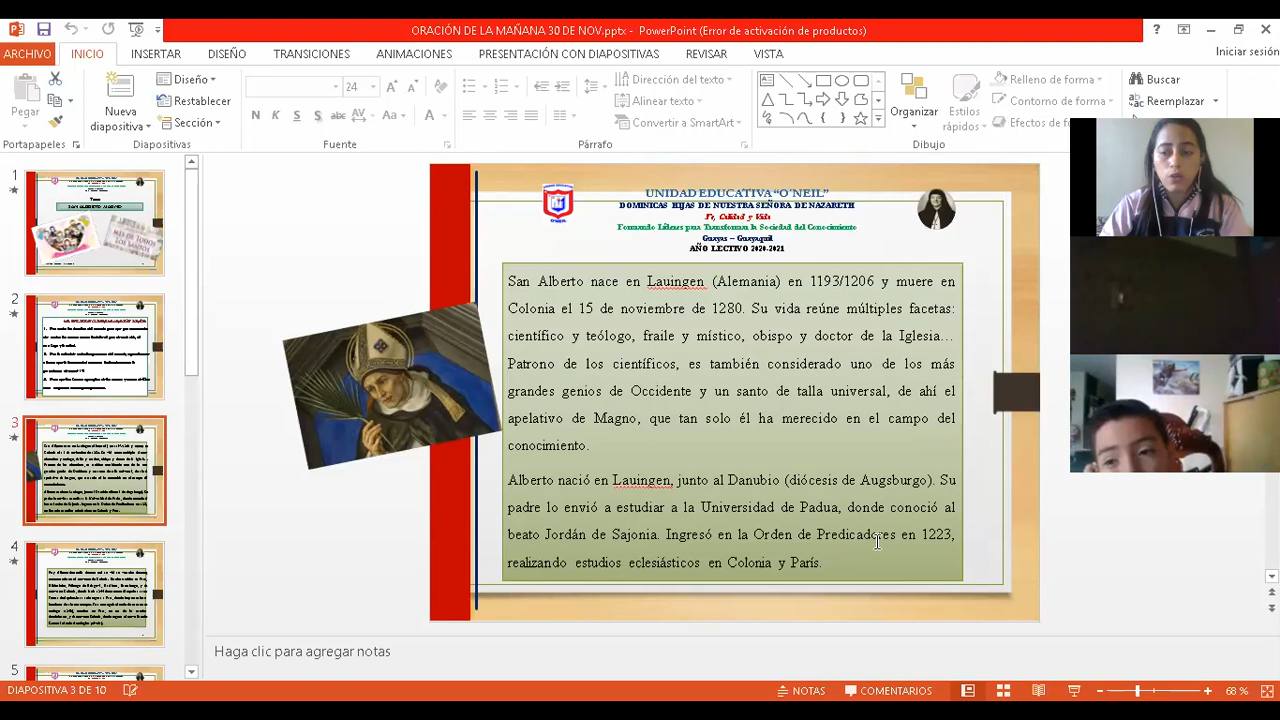 ORACIÓN DE LA MAÑANA 30 DE NOV.pptx - PowerPoint (Error de activación de productos)
ARCHIVO INICIO INSERTAR DISEÑO TRANSICIONES ANIMACIONES PRESENTACIÓN CON DIAPOSITIVAS REVISAR VISTA Iniciar sesión
Pegar
Nueva diapositiva
Diseño
Restablecer
Sección
24
N K S S abc AV Aa A
Dirección del texto
Alinear texto
Convertir a SmartArt
Organizar
Estilos rápidos
Relleno de forma
Contorno de forma
Efectos de fo
Buscar
Reemplazar
Portapapeles Diapositivas Fuente Párrafo Dibujo
1
2
3
4
5
UNIDAD EDUCATIVA "O'NEIL"
DOMINICAS HIJAS DE NUESTRA SEÑORA DE NAZARETH
Fe, Calidad y Vida
Formando Líderes para Transformar la Sociedad del Conocimiento
Guayas – Guayaquil
AÑO LECTIVO 2020-2021
San Alberto nace en Lauingen (Alemania) en 1193/1206 y muere en
Colonia el 15 de noviembre de 1280. Su vida reúne múltiples facetas:
científico y teólogo, fraile y místico, obispo y doctor de la Iglesia…
Patrono de los científicos, es también considerado uno de los más
grandes genios de Occidente y un santo de talla universal, de ahí el
apelativo de Magno, que tan solo él ha merecido en el campo del
conocimiento.
Alberto nació en Lauingen, junto al Danubio (diócesis de Augsburgo). Su
padre lo envió a estudiar a la Universidad de Padua, donde conoció al
beato Jordán de Sajonia. Ingresó en la Orden de Predicadores en 1223,
realizando estudios eclesiásticos en Colonia y París.
Haga clic para agregar notas
DIAPOSITIVA 3 DE 10 NOTAS COMENTARIOS 68 %